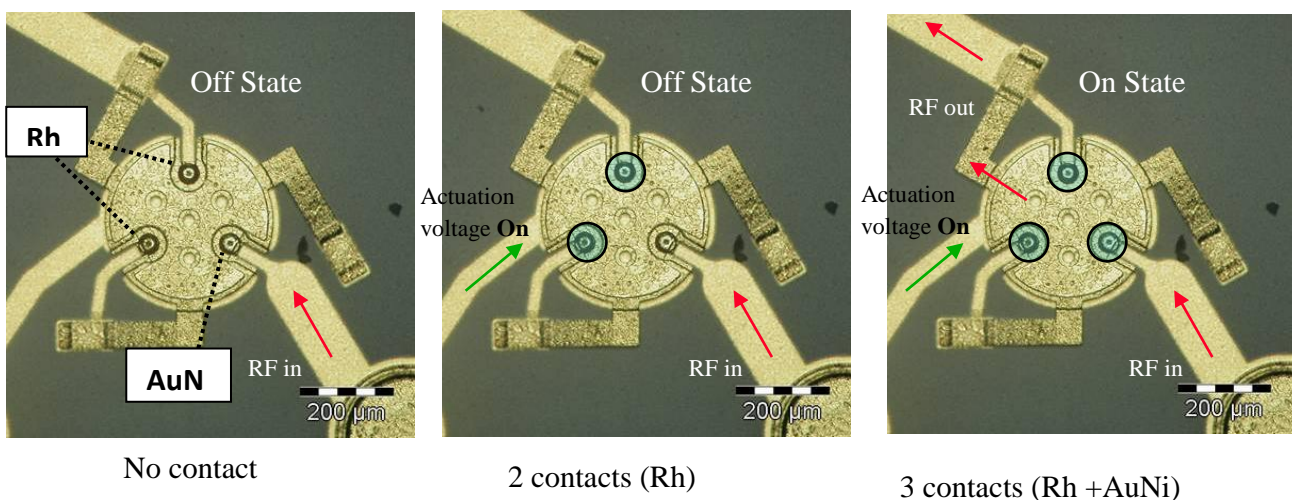 Off State
Rh
AuN
RF in
200 µm
No contact
Off State
Actuation
voltage On
RF in
200 µm
2 contacts (Rh)
On State
RF out
Actuation
voltage On
RF in
200 µm
3 contacts (Rh +AuNi)